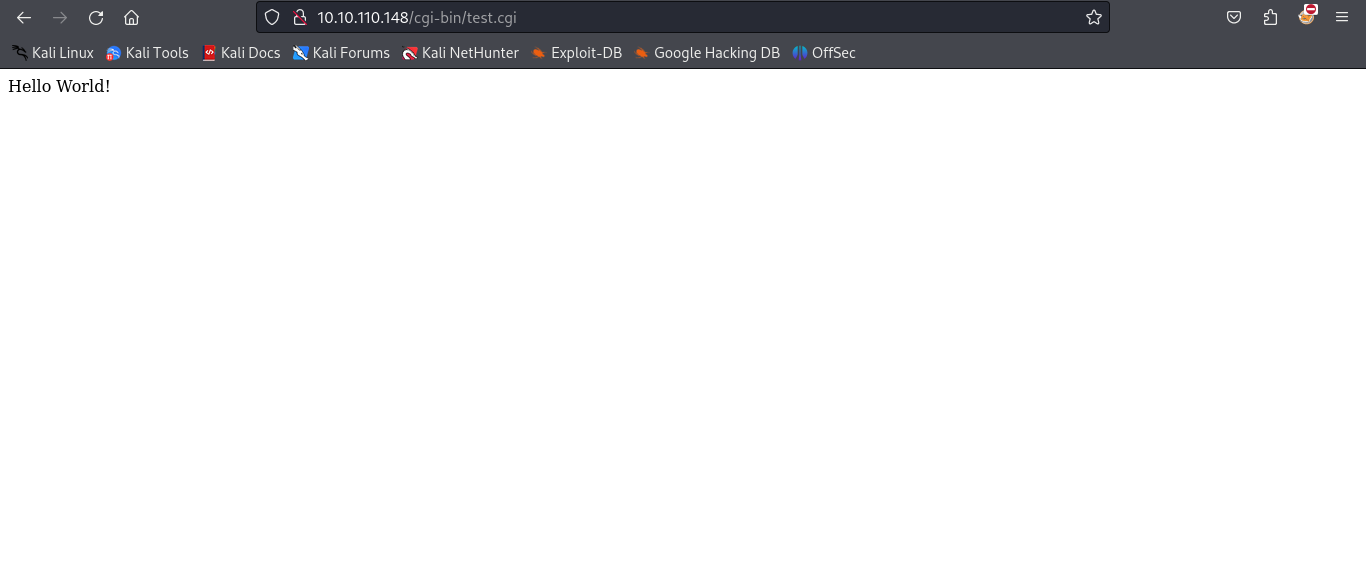 10.10.110.148/cgi-bin/test.cgi
Kali Linux Kali Tools Kali Docs Kali Forums Kali NetHunter Exploit-DB Google Hacking DB OffSec
Hello World!